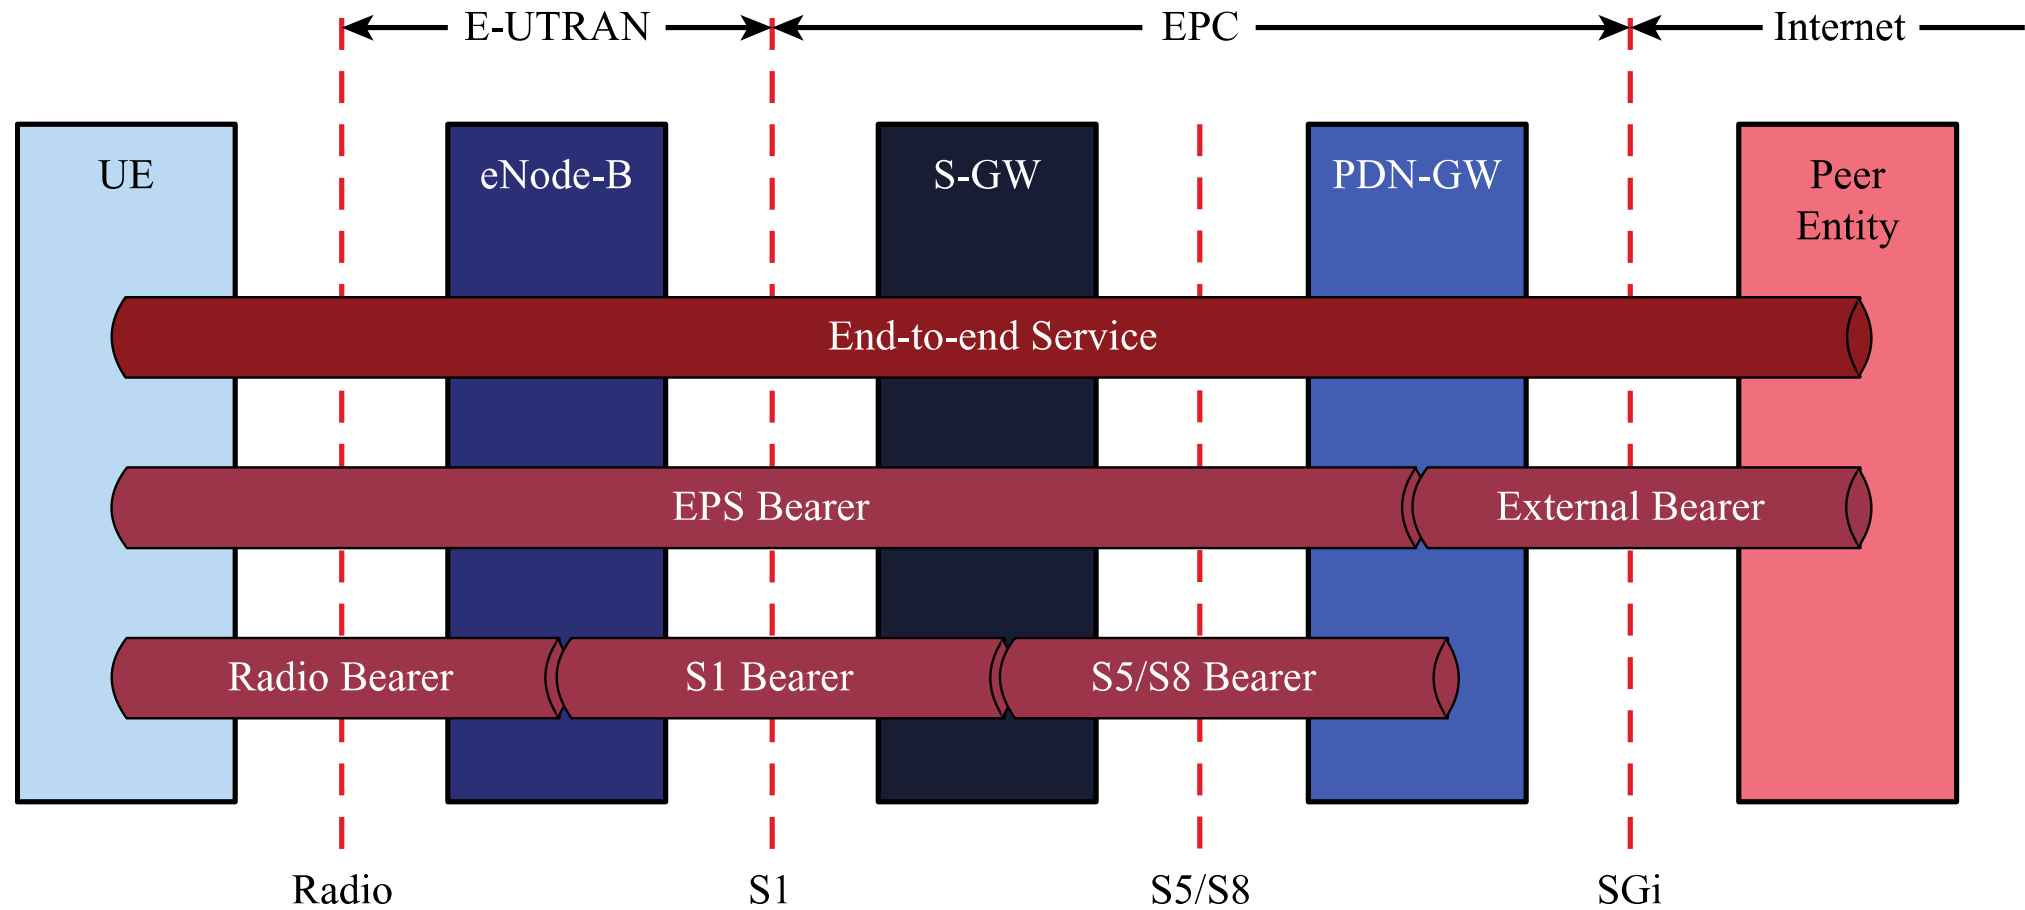 E-UTRAN
EPC
Internet
UE
eNode-B
S-GW
PDN-GW
Peer
Entity
End-to-end Service
EPS Bearer
External Bearer
Radio Bearer
S1 Bearer
S5/S8 Bearer
Radio
S1
S5/S8
SGi